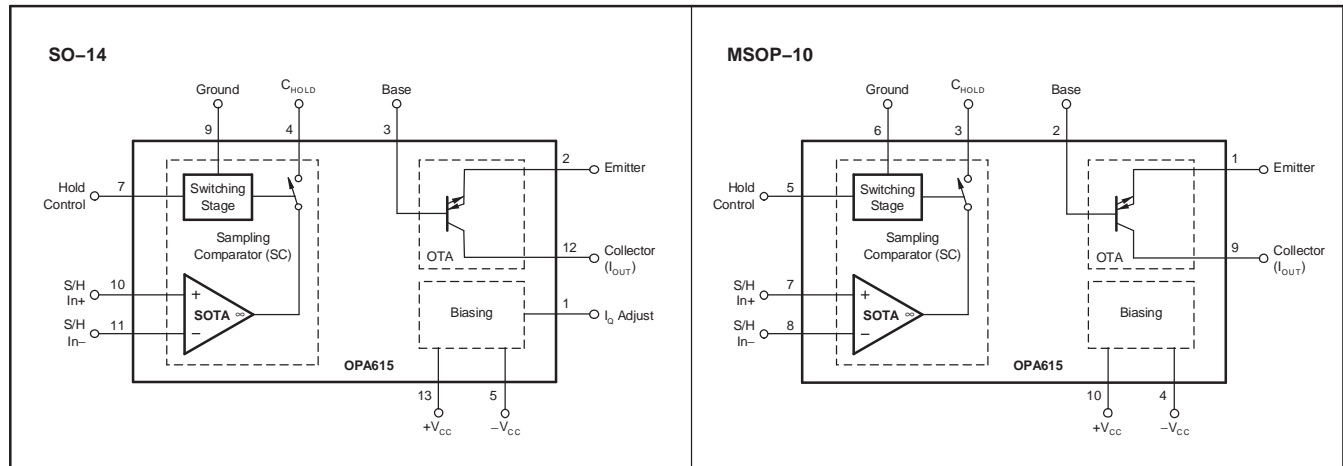 SO–14
Ground
C_HOLD
Base
9
4
3
2
Emitter
Hold
Control
7
Switching
Stage
Sampling
Comparator (SC)
OTA
12
Collector
(I_OUT)
S/H
In+
10
+
SOTA ∞
−
S/H
In−
11
Biasing
1
I_Q Adjust
OPA615
13
5
+V_CC
−V_CC
MSOP–10
Ground
C_HOLD
Base
6
3
2
1
Emitter
Hold
Control
5
Switching
Stage
Sampling
Comparator (SC)
OTA
9
Collector
(I_OUT)
S/H
In+
7
+
SOTA ∞
−
S/H
In−
8
Biasing
OPA615
10
4
+V_CC
−V_CC